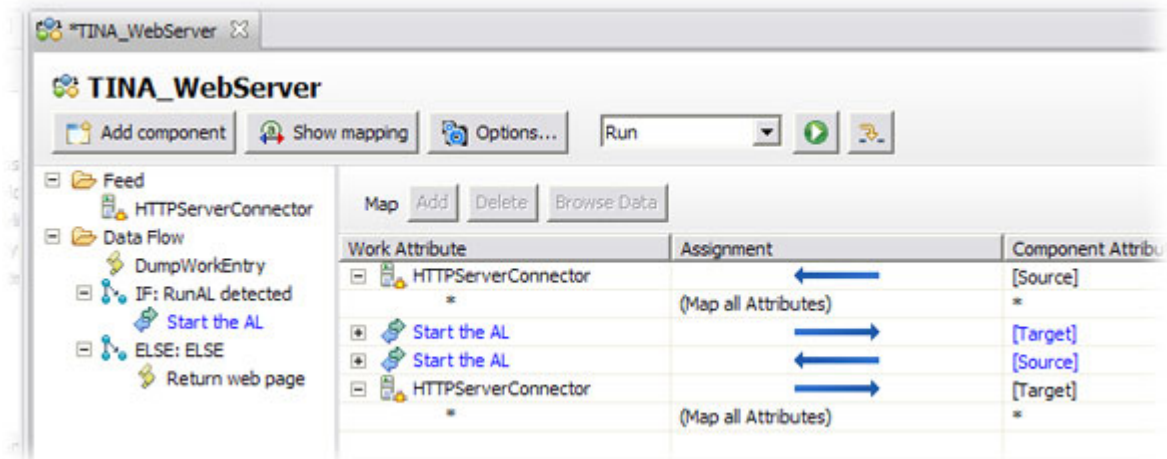 *TINA_WebServer
TINA_WebServer
Add component Show mapping Options... Run
Feed
HTTPServerConnector
Data Flow
DumpWorkEntry
IF: RunAL detected
Start the AL
ELSE: ELSE
Return web page
Map Add Delete Browse Data
Work Attribute Assignment Component Attribu
HTTPServerConnector [Source]
* (Map all Attributes) *
Start the AL [Target]
Start the AL [Source]
HTTPServerConnector [Target]
* (Map all Attributes) *